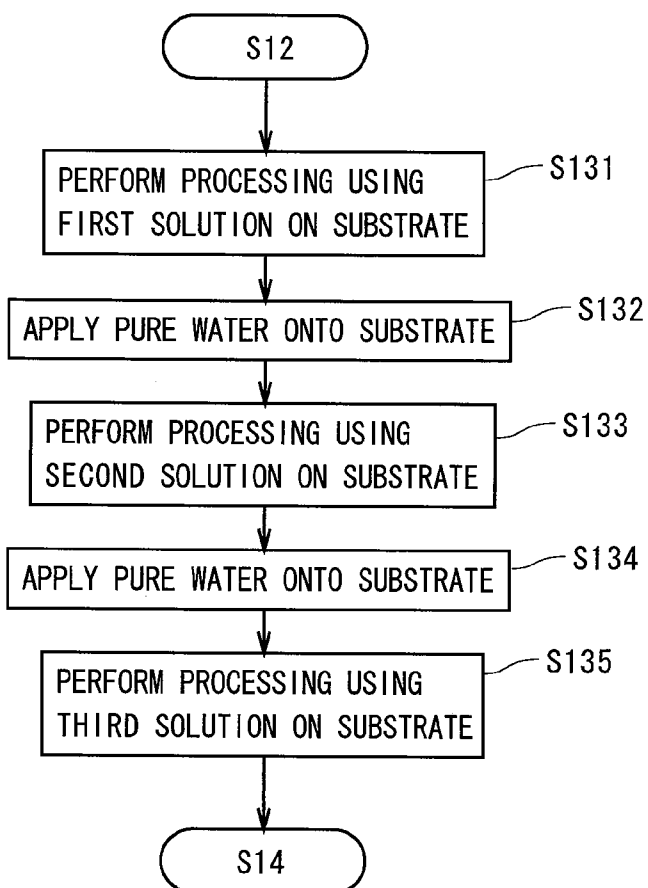 S12
PERFORM PROCESSING USING
FIRST SOLUTION ON SUBSTRATE
S131
APPLY PURE WATER ONTO SUBSTRATE
S132
PERFORM PROCESSING USING
SECOND SOLUTION ON SUBSTRATE
S133
APPLY PURE WATER ONTO SUBSTRATE
S134
PERFORM PROCESSING USING
THIRD SOLUTION ON SUBSTRATE
S135
S14